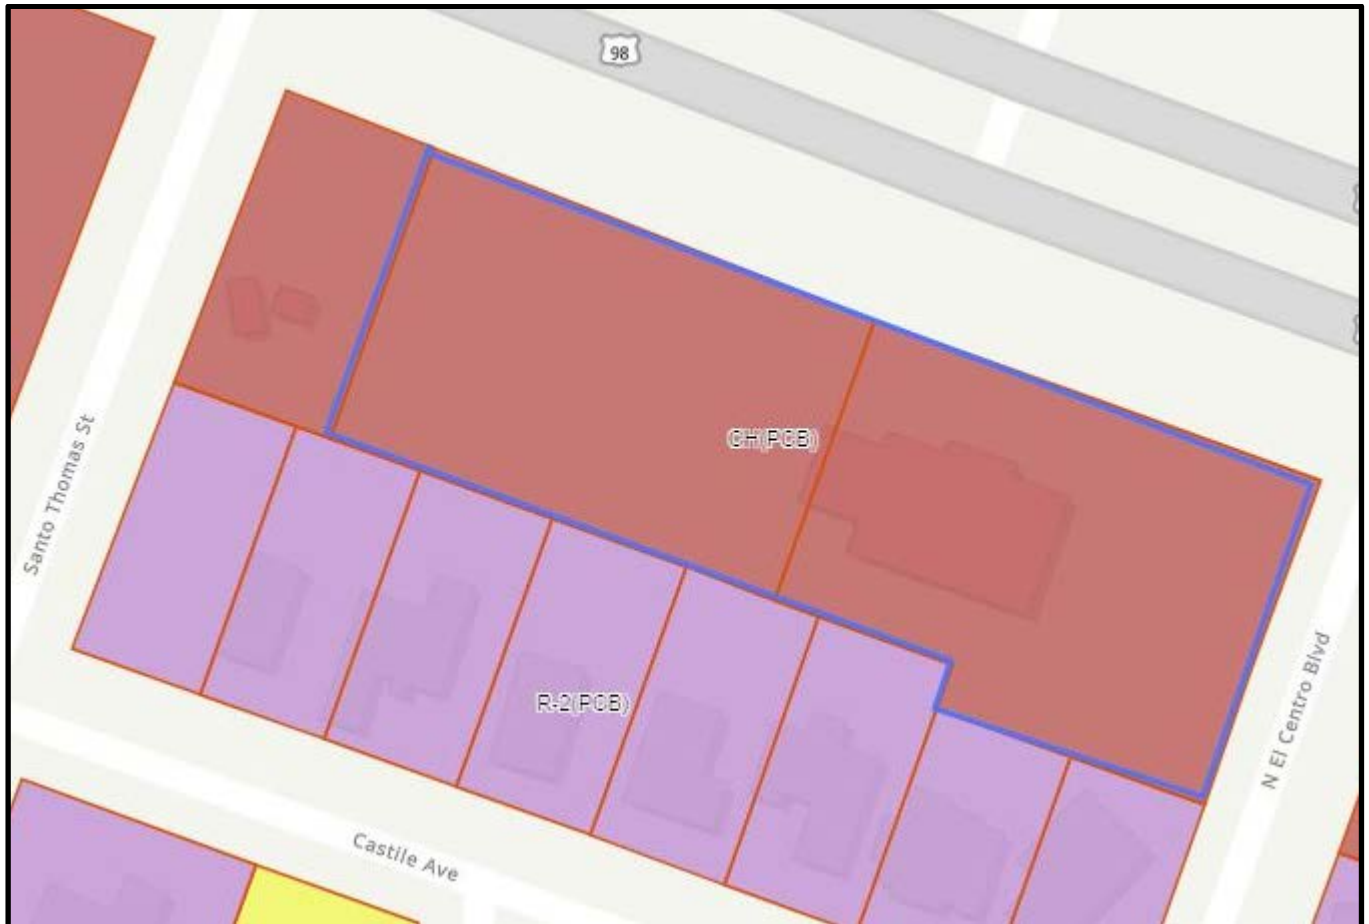 98
CH(PCB)
Santo Thomas St
R-2(PCB)
N El Centro Blvd
Castile Ave